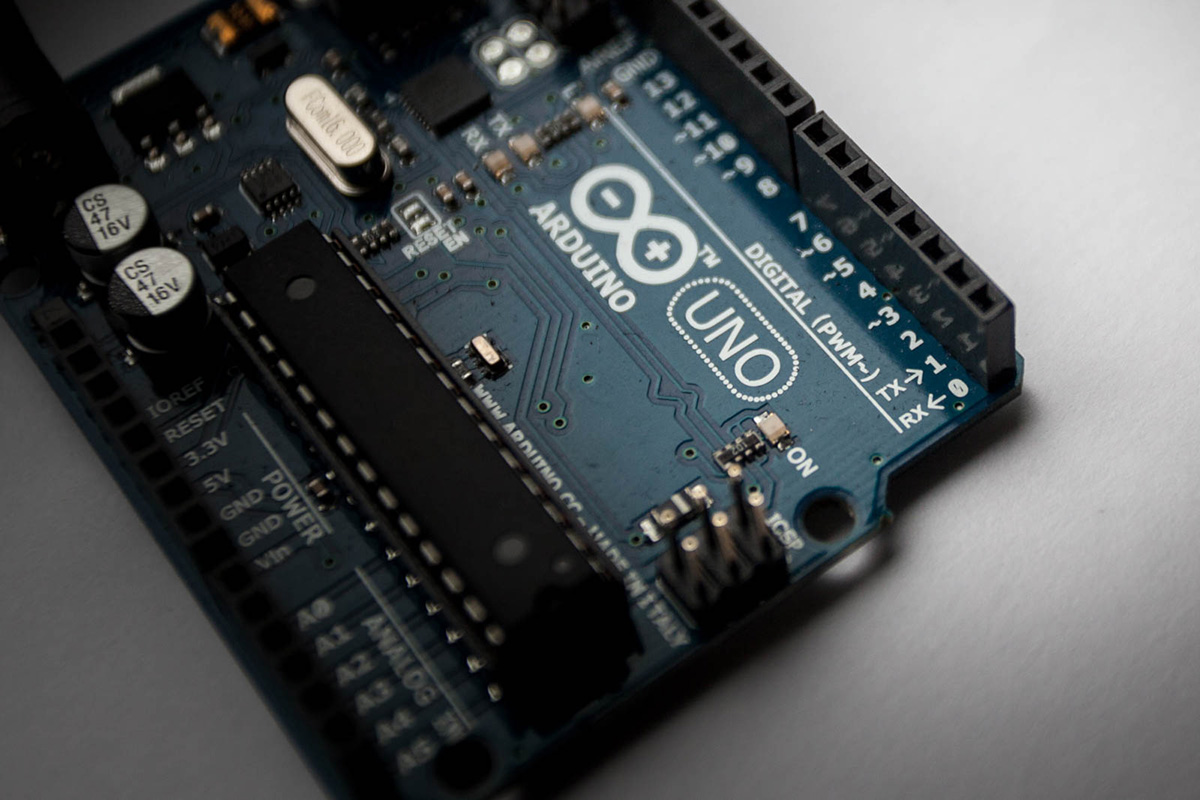 FCom16.000
CS
47
16V
CS
47
16V
L
TX
RX
ARDUINO
TM
UNO
DIGITAL (PWM~)
GND
13
12
~11
~10
~9
8
7
~6
~5
4
~3
2
TX→ 1
RX← 0
RESET
ON
ICSP
WWW.ARDUINO.CC - MADE IN ITALY
IOREF
RESET
3.3V
5V
GND
GND
Vin
POWER
A0
A1
A2
A3
A4
A5
ANALOG IN